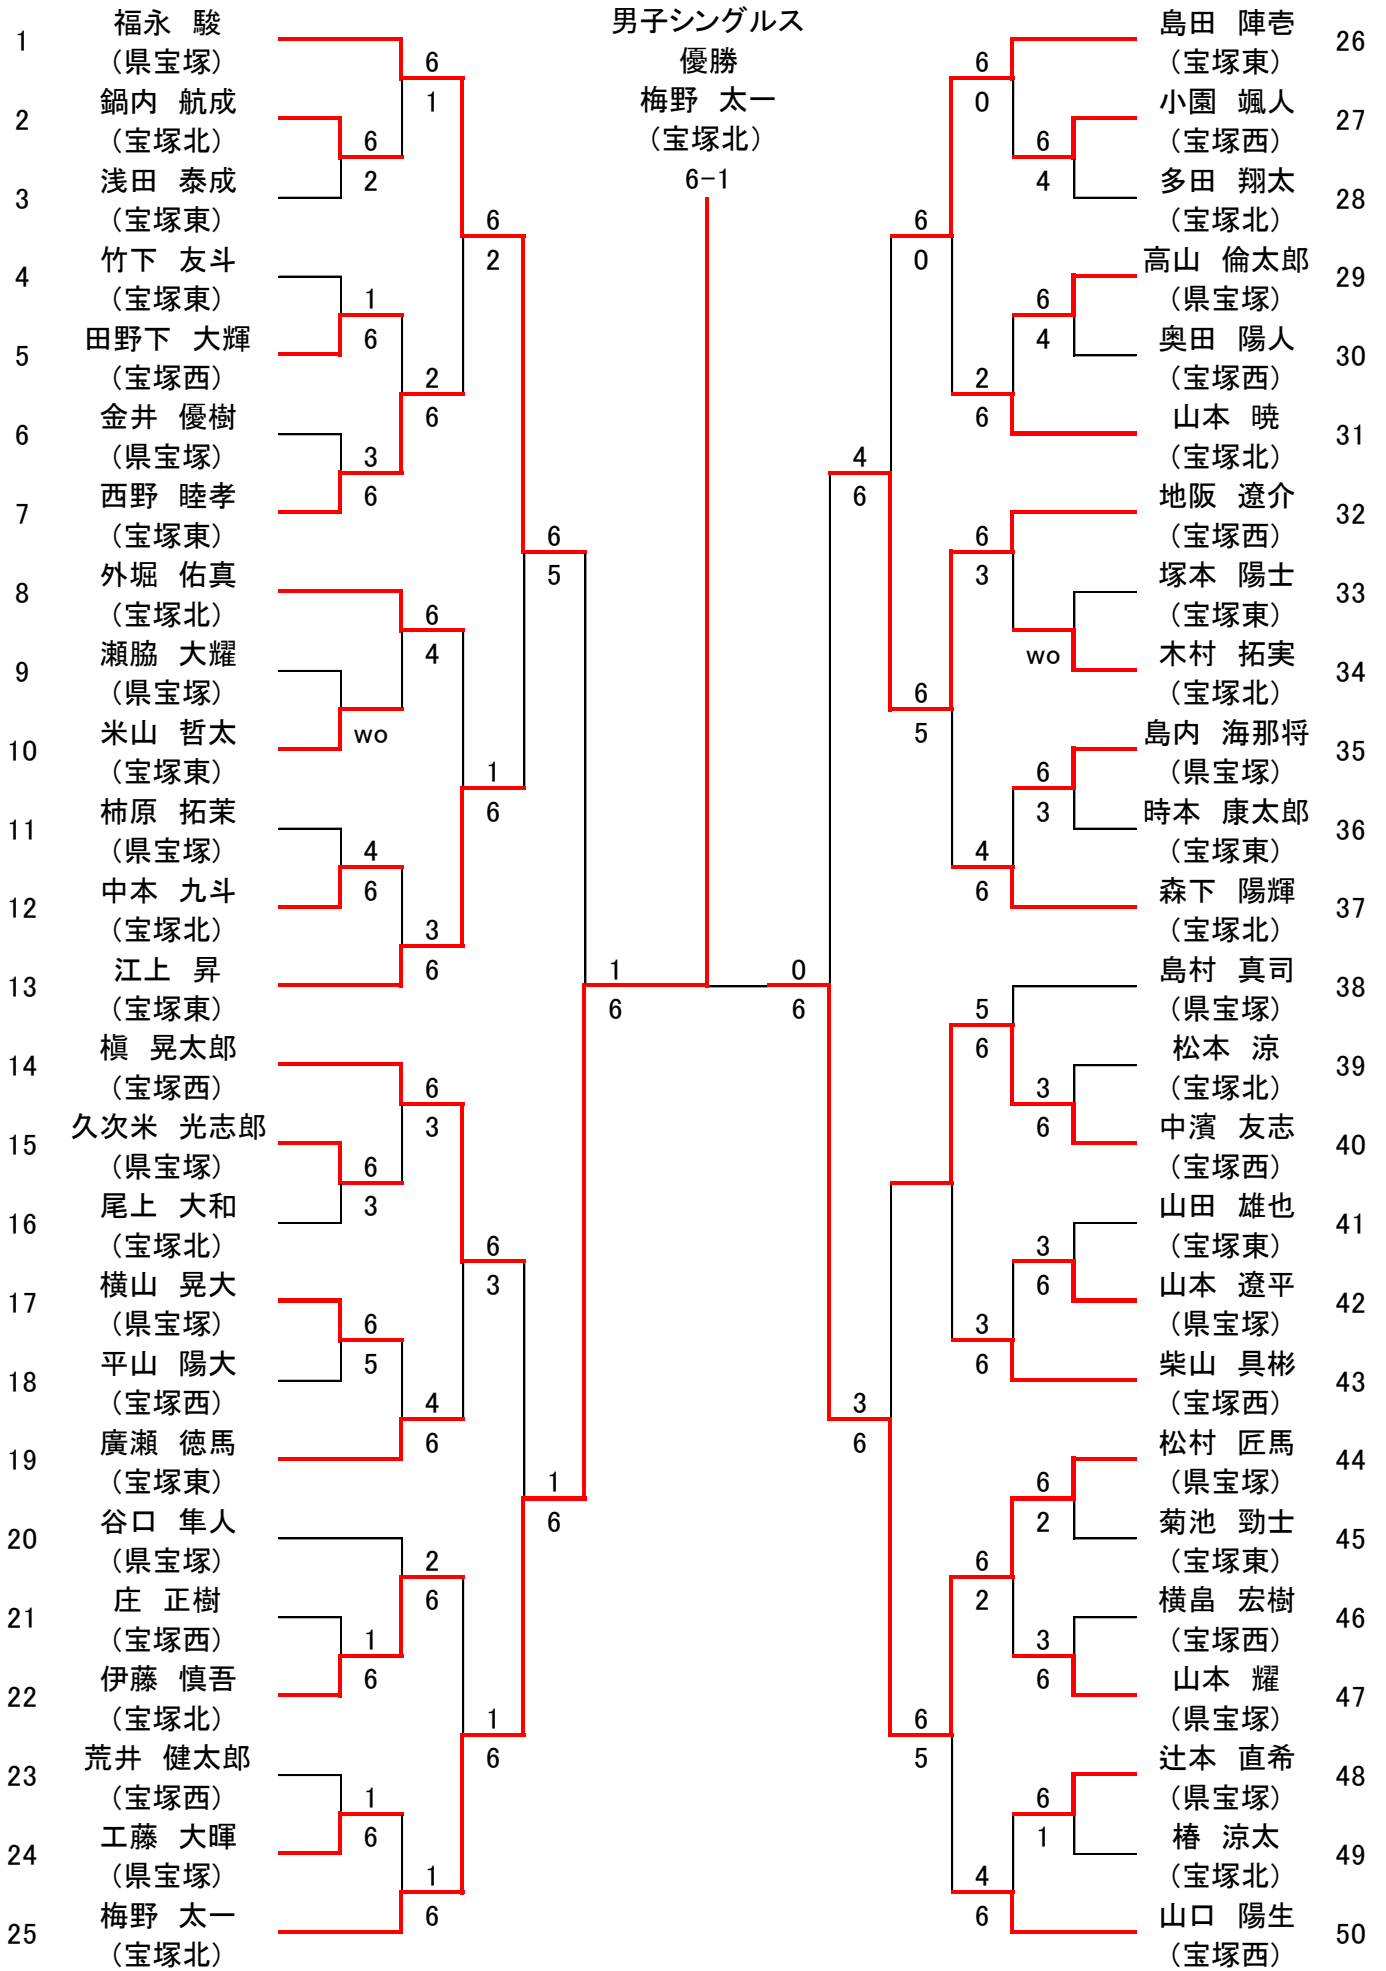 男子シングルス
優勝
梅野 太一
（宝塚北）
6-1
1 福永 駿
（県宝塚）
6
1
2 鍋内 航成
（宝塚北）
6
2
3 浅田 泰成
（宝塚東）
6
2
4 竹下 友斗
（宝塚東）
1
6
5 田野下 大輝
（宝塚西）
2
6
6 金井 優樹
（県宝塚）
3
6
7 西野 睦孝
（宝塚東）
6
5
8 外堀 佑真
（宝塚北）
6
4
9 瀬脇 大耀
（県宝塚）
wo
10 米山 哲太
（宝塚東）
1
6
11 柿原 拓茉
（県宝塚）
4
6
12 中本 九斗
（宝塚北）
3
6
13 江上 昇
（宝塚東）
1
6
14 槇 晃太郎
（宝塚西）
6
3
15 久次米 光志郎
（県宝塚）
6
3
16 尾上 大和
（宝塚北）
6
3
17 横山 晃大
（県宝塚）
6
5
18 平山 陽大
（宝塚西）
4
6
19 廣瀬 徳馬
（宝塚東）
1
6
20 谷口 隼人
（県宝塚）
2
6
21 庄 正樹
（宝塚西）
1
6
22 伊藤 慎吾
（宝塚北）
1
6
23 荒井 健太郎
（宝塚西）
1
6
24 工藤 大暉
（県宝塚）
1
6
25 梅野 太一
（宝塚北）
島田 陣壱 26
（宝塚東）
6
0
小園 颯人 27
（宝塚西）
6
4
多田 翔太 28
（宝塚北）
6
0
高山 倫太郎 29
（県宝塚）
6
4
奥田 陽人 30
（宝塚西）
2
6
山本 暁 31
（宝塚北）
4
6
地阪 遼介 32
（宝塚西）
6
3
塚本 陽士 33
（宝塚東）
wo
木村 拓実 34
（宝塚北）
6
5
島内 海那将 35
（県宝塚）
6
3
時本 康太郎 36
（宝塚東）
4
6
森下 陽輝 37
（宝塚北）
0
6
島村 真司 38
（県宝塚）
5
6
松本 涼 39
（宝塚北）
3
6
中濱 友志 40
（宝塚西）
山田 雄也 41
（宝塚東）
3
6
山本 遼平 42
（県宝塚）
3
6
柴山 具彬 43
（宝塚西）
3
6
松村 匠馬 44
（県宝塚）
6
2
菊池 勁士 45
（宝塚東）
6
2
横畠 宏樹 46
（宝塚西）
3
6
山本 耀 47
（県宝塚）
6
5
辻本 直希 48
（県宝塚）
6
1
椿 涼太 49
（宝塚北）
4
6
山口 陽生 50
（宝塚西）